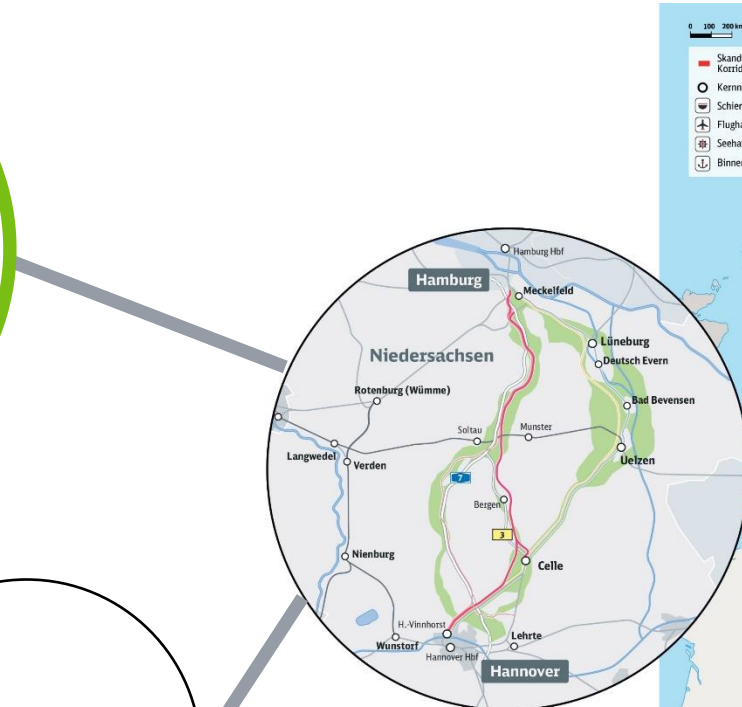 0 100 200 km
Skand
Korrid
Kernn
Schien
Flugha
Seeha
Binner
Hamburg Hbf
Hamburg
Meckelfeld
Lüneburg
Niedersachsen
Deutsch Evern
Rotenburg (Wümme)
Bad Bevensen
Soltau
Munster
Langwedel
Verden
Uelzen
7
Bergen
3
Nienburg
Celle
H.-Vinnhorst
Wunstorf
Lehrte
Hannover Hbf
Hannover